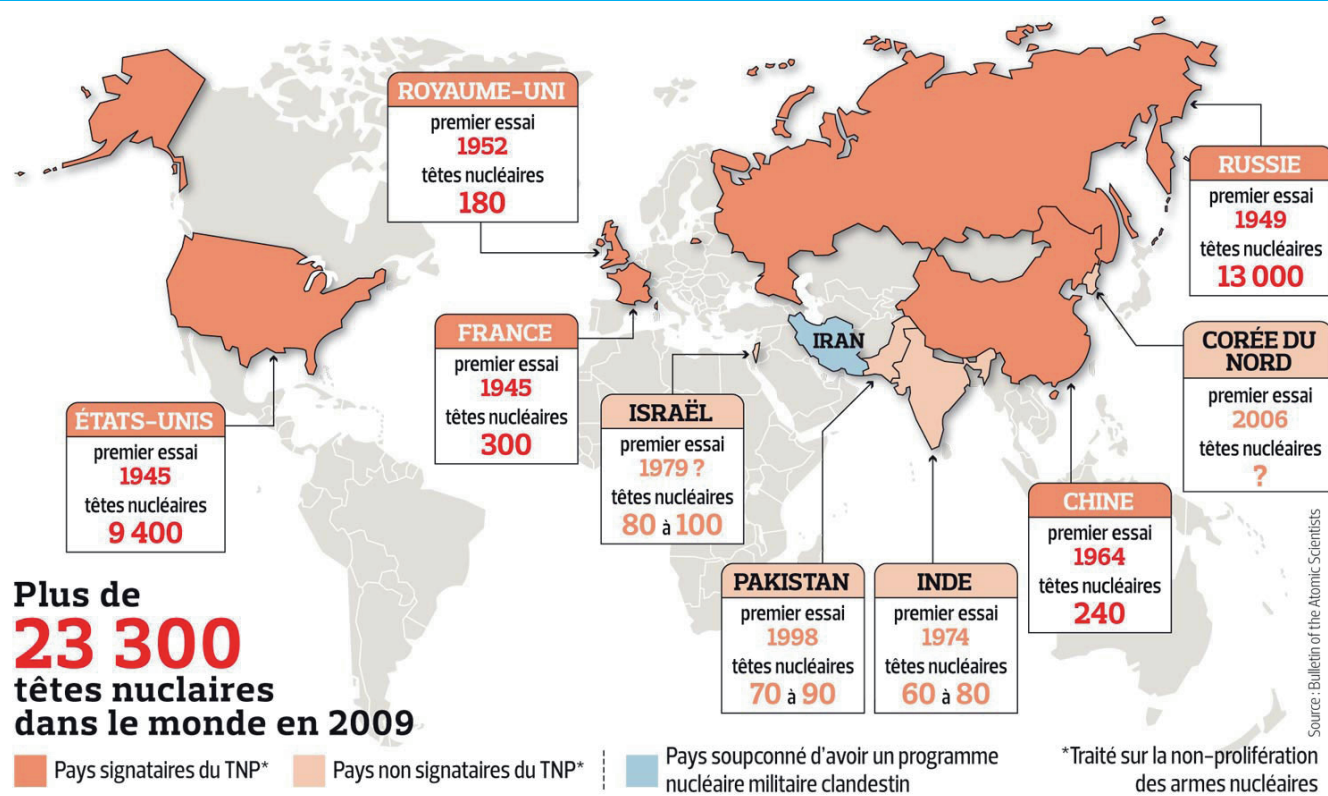 ROYAUME-UNI
premier essai
1952
têtes nucléaires
180
RUSSIE
premier essai
1949
têtes nucléaires
13 000
FRANCE
premier essai
1945
têtes nucléaires
300
IRAN
CORÉE DU
NORD
premier essai
2006
têtes nucléaires
?
ÉTATS-UNIS
premier essai
1945
têtes nucléaires
9 400
ISRAËL
premier essai
1979 ?
têtes nucléaires
80 à 100
CHINE
premier essai
1964
têtes nucléaires
240
PAKISTAN
premier essai
1998
têtes nucléaires
70 à 90
INDE
premier essai
1974
têtes nucléaires
60 à 80
Source : Bulletin of the Atomic Scientists
Plus de
23 300
têtes nuclaires
dans le monde en 2009
Pays signataires du TNP*
Pays non signataires du TNP*
Pays soupconné d'avoir un programme
nucléaire militaire clandestin
*Traité sur la non-prolifération
des armes nucléaires